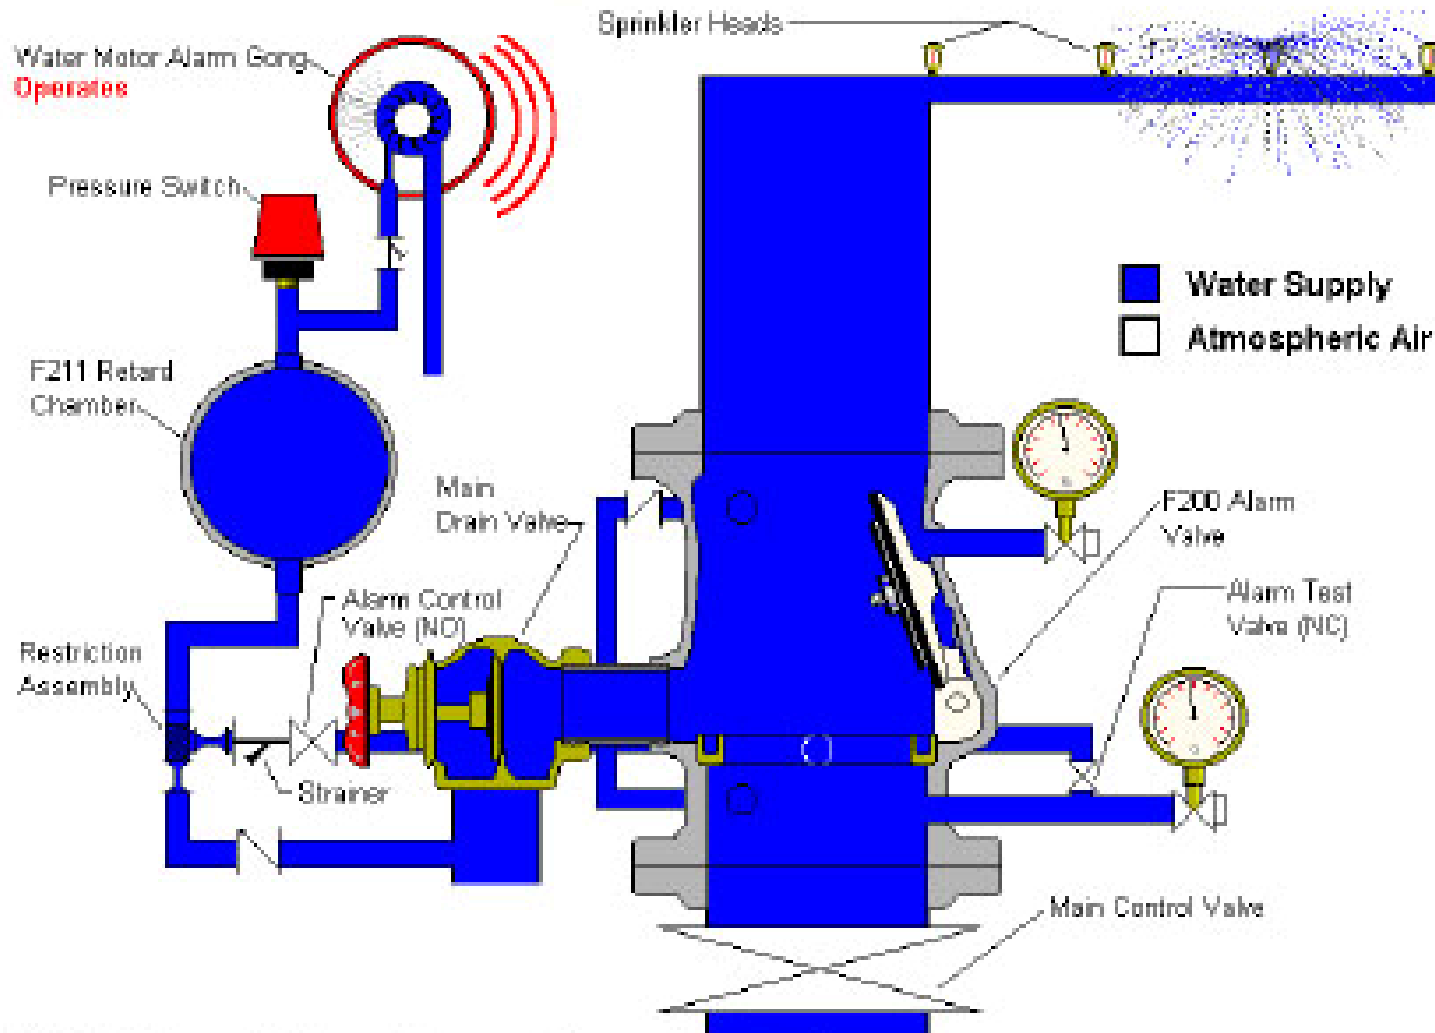 Sprinkler Heads
Water Motor Alarm Gong
Operates
Pressure Switch
Water Supply
Atmospheric Air
F211 Retard
Chamber
Main
Drain Valve
F200 Alarm
Valve
Alarm Control
Valve (NO)
Alarm Test
Valve (NC)
Restriction
Assembly
Strainer
Main Control Valve